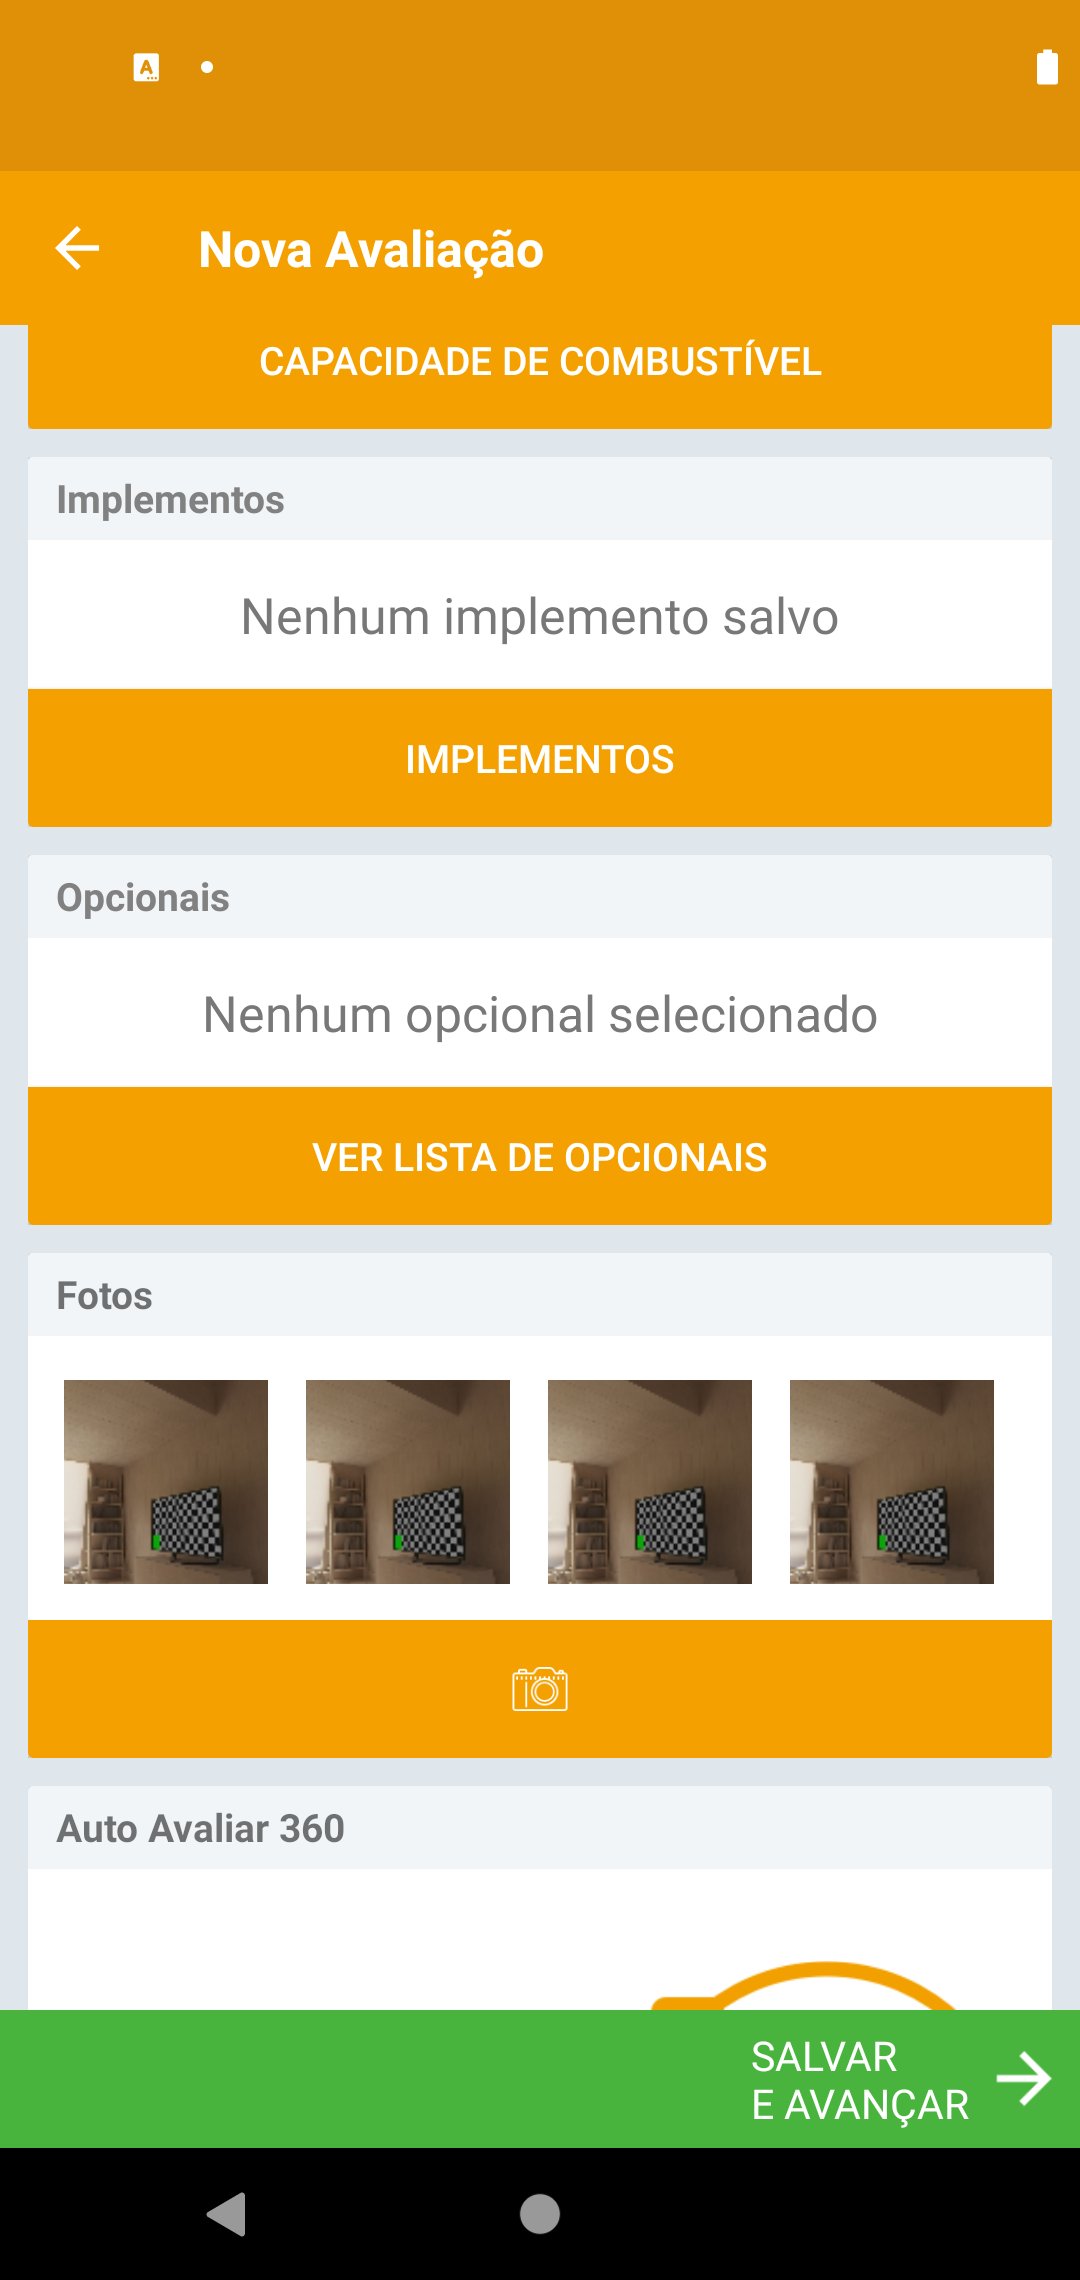 Nova Avaliação
CAPACIDADE DE COMBUSTÍVEL
Implementos
Nenhum implemento salvo
IMPLEMENTOS
Opcionais
Nenhum opcional selecionado
VER LISTA DE OPCIONAIS
Fotos
Auto Avaliar 360
SALVAR
E AVANÇAR